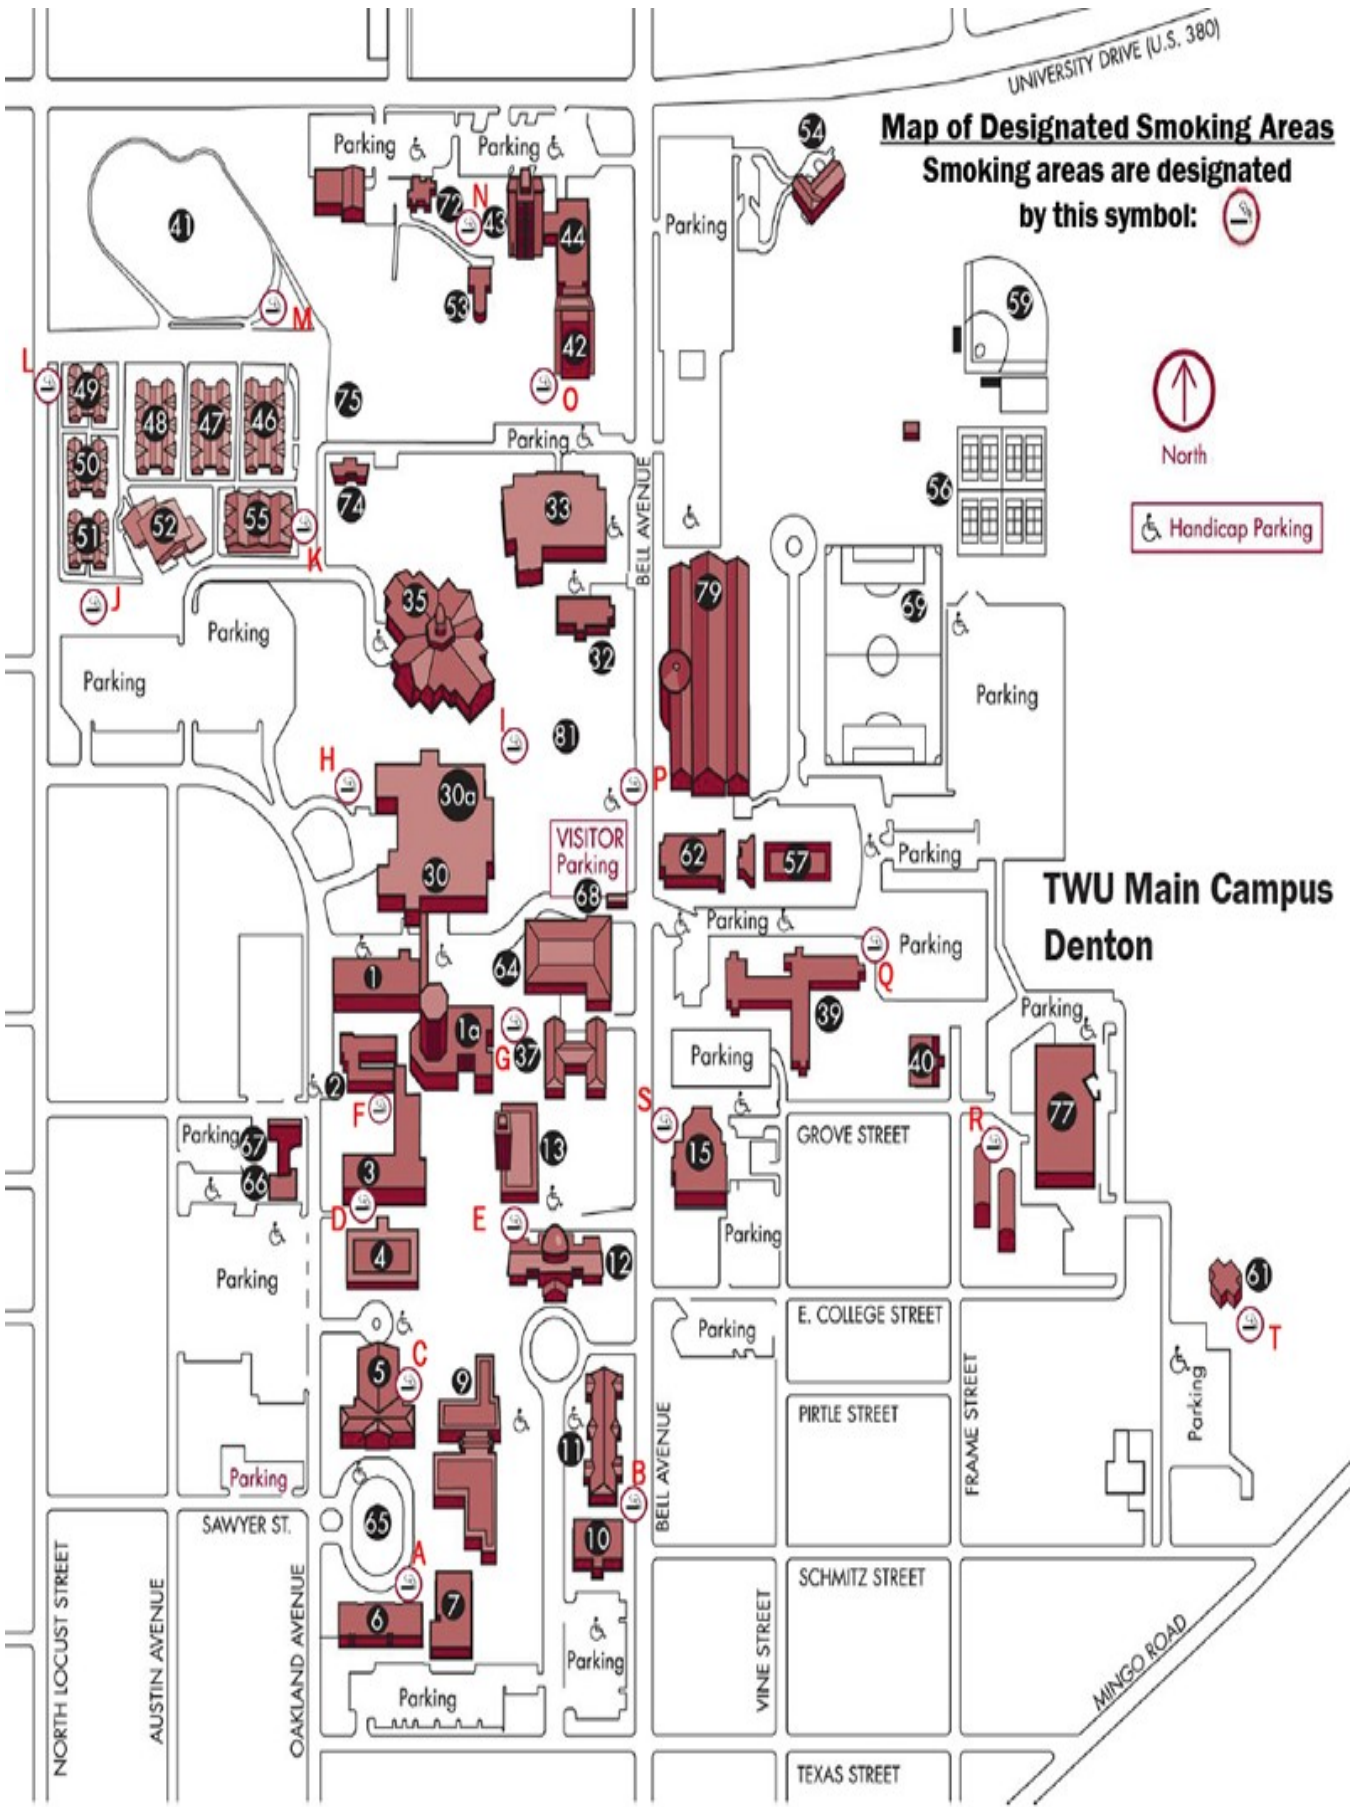 UNIVERSITY DRIVE (U.S. 380)
Map of Designated Smoking Areas
Smoking areas are designated
by this symbol:
54
Parking
Parking
72
N
43
44
41
Parking
53
59
M
42
L
49
O
North
48
47
46
75
50
Parking
74
33
56
Handicap Parking
51
52
55
K
BELL AVENUE
J
35
79
69
Parking
32
Parking
Parking
I
81
H
P
30a
VISITOR
Parking
62
57
Parking
30
68
TWU Main Campus
Denton
Parking
Parking
1
64
Q
39
Parking
1a
G
37
Parking
40
2
F
S
77
Parking
67
R
GROVE STREET
66
3
13
15
D
E
Parking
4
12
Parking
61
T
E. COLLEGE STREET
Parking
5
C
9
Parking
FRAME STREET
PIRTLE STREET
11
BELL AVENUE
B
Parking
65
SAWYER ST.
10
A
SCHMITZ STREET
6
7
NORTH LOCUST STREET
AUSTIN AVENUE
OAKLAND AVENUE
Parking
Parking
VINE STREET
MINGO ROAD
TEXAS STREET